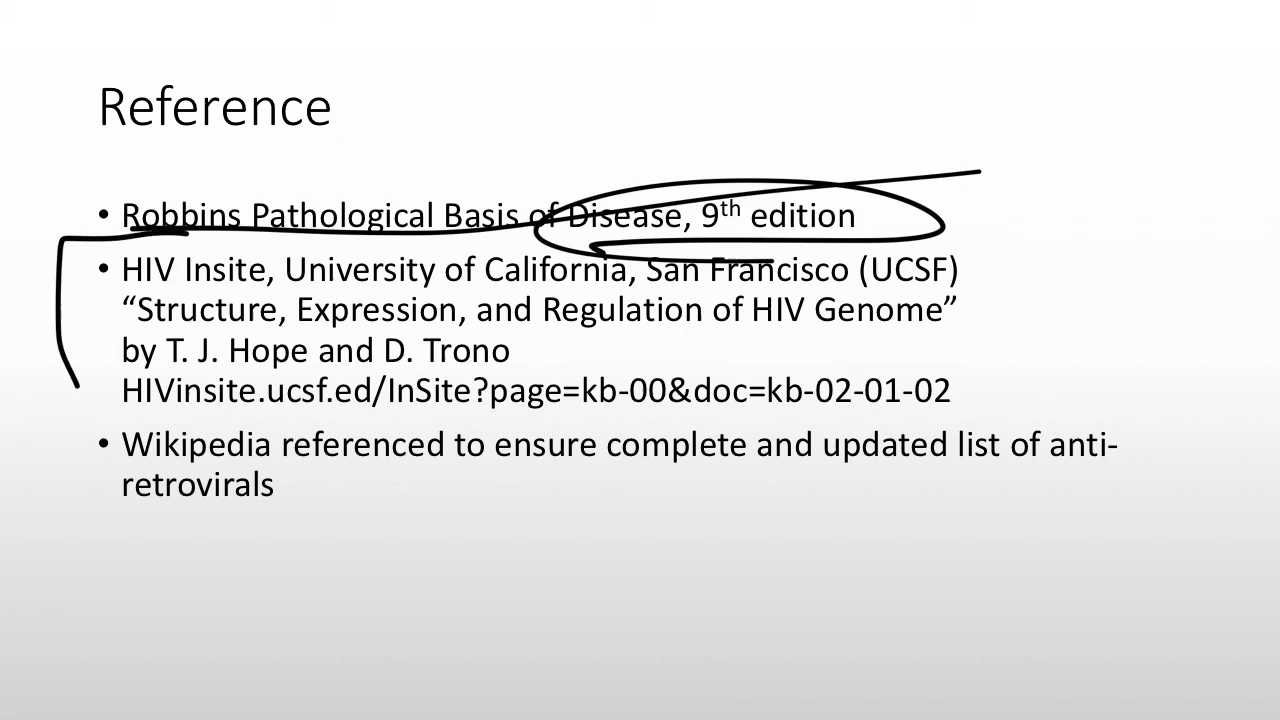 Reference
• Robbins Pathological Basis of Disease, 9th edition
• HIV Insite, University of California, San Francisco (UCSF)
“Structure, Expression, and Regulation of HIV Genome”
by T. J. Hope and D. Trono
HIVinsite.ucsf.ed/InSite?page=kb-00&doc=kb-02-01-02
• Wikipedia referenced to ensure complete and updated list of anti-
retrovirals